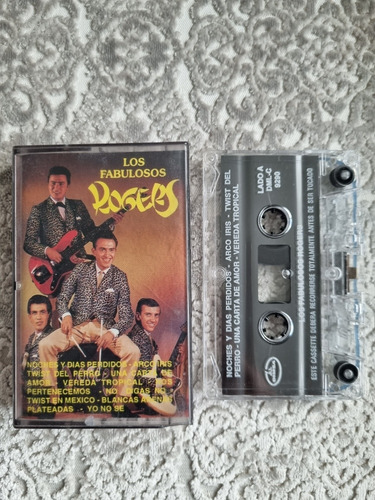 LOS
FABULOSOS
ROGERS
NOCHES Y DIAS PERDIDOS - ARCO IRIS
TWIST DEL PERRO - UNA CARTA DE
AMOR - VEREDA TROPICAL - NOS
PERTENECEMOS - NO DIGAS NO -
TWIST EN MEXICO - BLANCAS ARENAS
PLATEADAS - YO NO SE
NOCHES Y DIAS PERDIDOS - ARCO IRIS - TWIST DEL
PERRO - UNA CARTA DE AMOR - VEREDA TROPICAL
LADO A
DML-C
9290
LOS FABULOSOS ROGERS
ESTE CASSETTE DEBERA RECORRERSE TOTALMENTE ANTES DE SER TOCADO